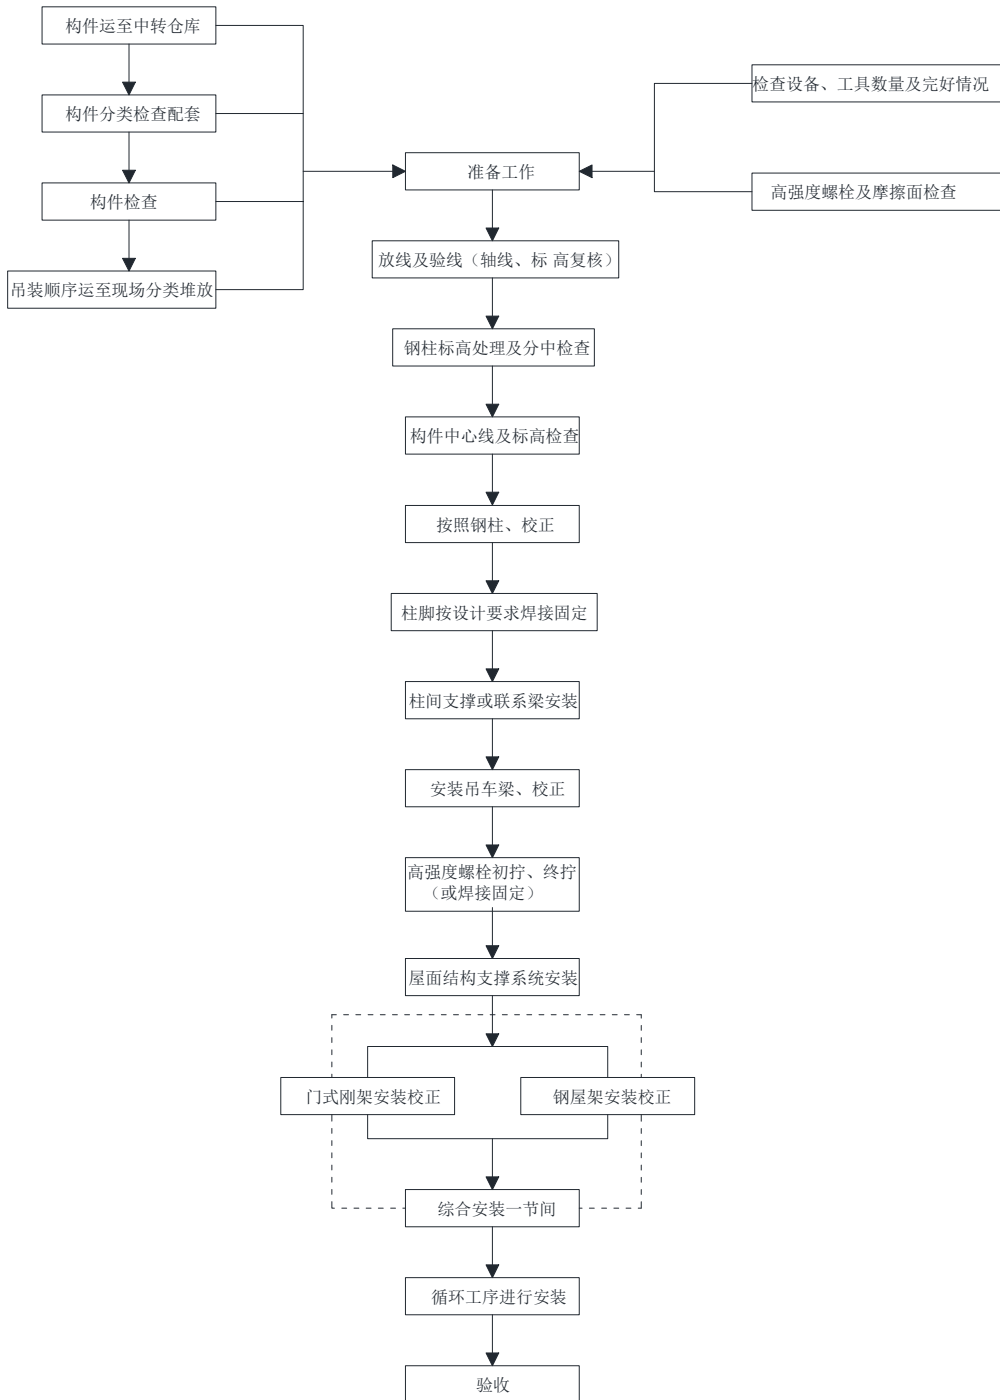 构件运至中转仓库
构件分类检查配套
构件检查
吊装顺序运至现场分类堆放
检查设备、工具数量及完好情况
高强度螺栓及摩擦面检查
准备工作
放线及验线（轴线、标 高复核）
钢柱标高处理及分中检查
构件中心线及标高检查
按照钢柱、校正
柱脚按设计要求焊接固定
柱间支撑或联系梁安装
安装吊车梁、校正
高强度螺栓初拧、终拧
（或焊接固定）
屋面结构支撑系统安装
门式刚架安装校正
钢屋架安装校正
综合安装一节间
循环工序进行安装
验收